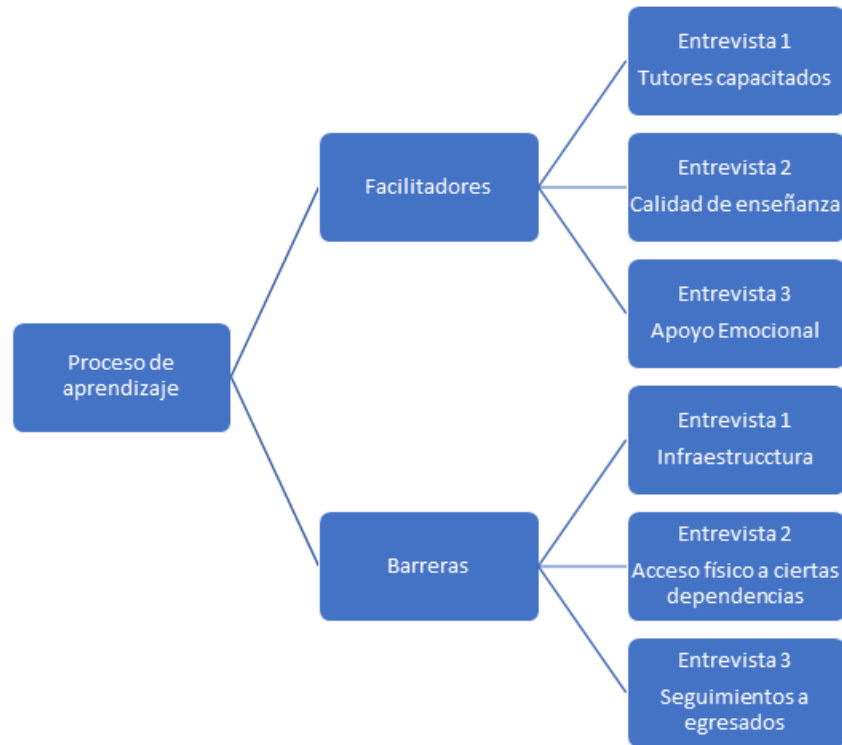 Proceso de
aprendizaje
Facilitadores
Entrevista 1
Tutores capacitados
Entrevista 2
Calidad de enseñanza
Entrevista 3
Apoyo Emocional
Barreras
Entrevista 1
Infraestrucctura
Entrevista 2
Acceso físico a ciertas
dependencias
Entrevista 3
Seguimientos a
egresados